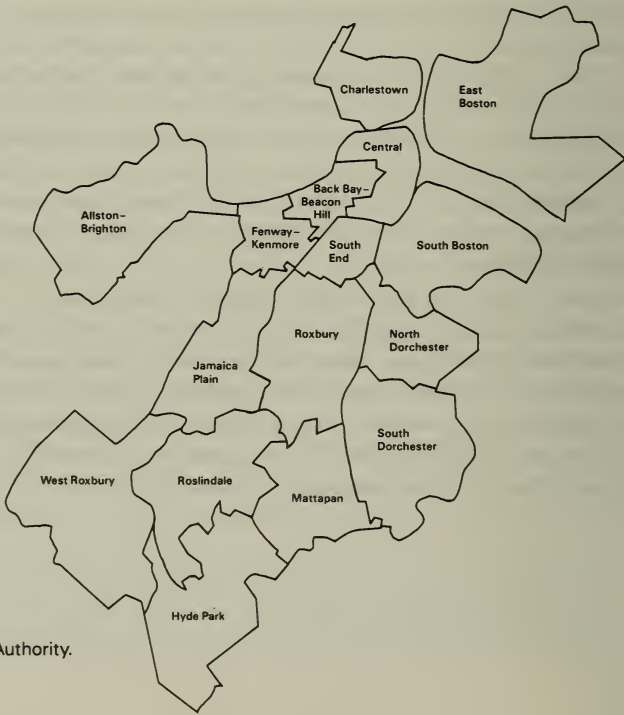 Charlestown
East
Boston
Central
Back Bay–
Beacon
Hill
Allston–
Brighton
Fenway–
Kenmore
South
End
South Boston
Roxbury
North
Dorchester
Jamaica
Plain
South
Dorchester
West Roxbury
Roslindale
Mattapan
Hyde Park
Authority.